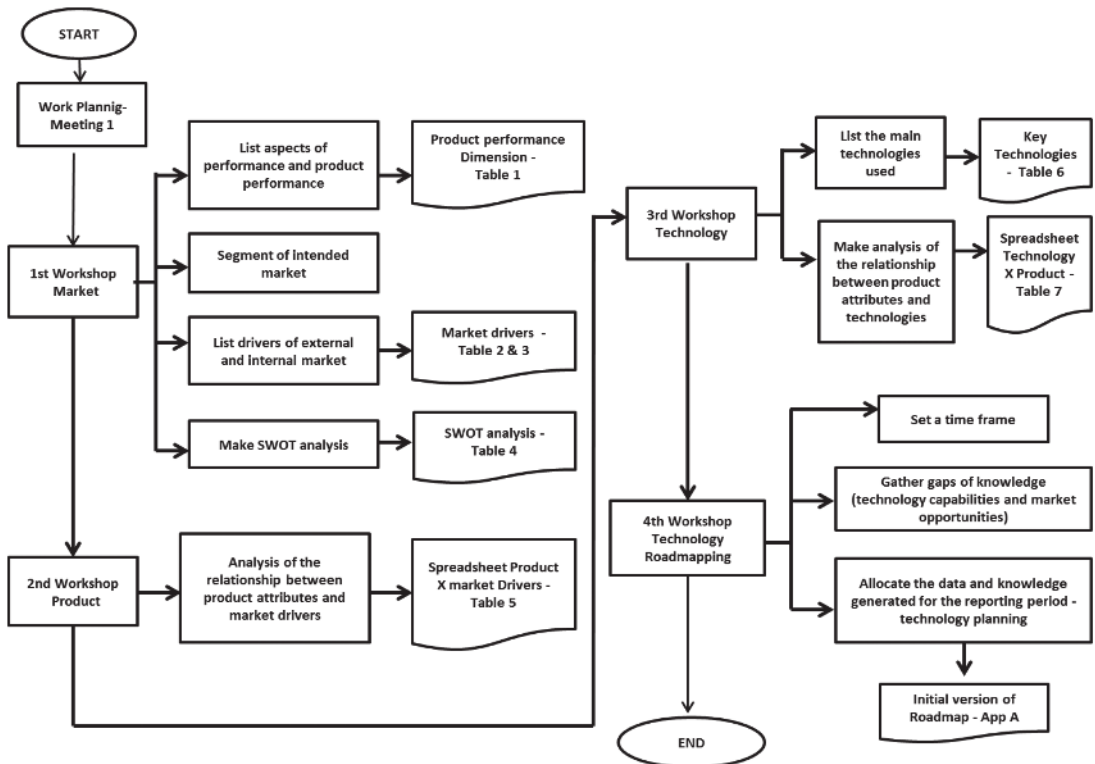 START
Work Plannig-
Meeting 1
List aspects of
performance and product
performance
Product performance
Dimension -
Table 1
1st Workshop
Market
Segment of intended
market
List drivers of external
and internal market
Market drivers -
Table 2 & 3
Make SWOT analysis
SWOT analysis -
Table 4
2nd Workshop
Product
Analysis of the
relationship between
product attributes and
market drivers
Spreadsheet Product
X market Drivers -
Table 5
3rd Workshop
Technology
List the main
technologies
used
Key
Technologies
- Table 6
Make analysis of
the relationship
between product
attributes and
technologies
Spreadsheet
Technology
X Product -
Table 7
4th Workshop
Technology
Roadmapping
Set a time frame
Gather gaps of knowledge
(technology capabilities and market
opportunities)
Allocate the data and knowledge
generated for the reporting period -
technology planning
Initial version of
Roadmap - App A
END